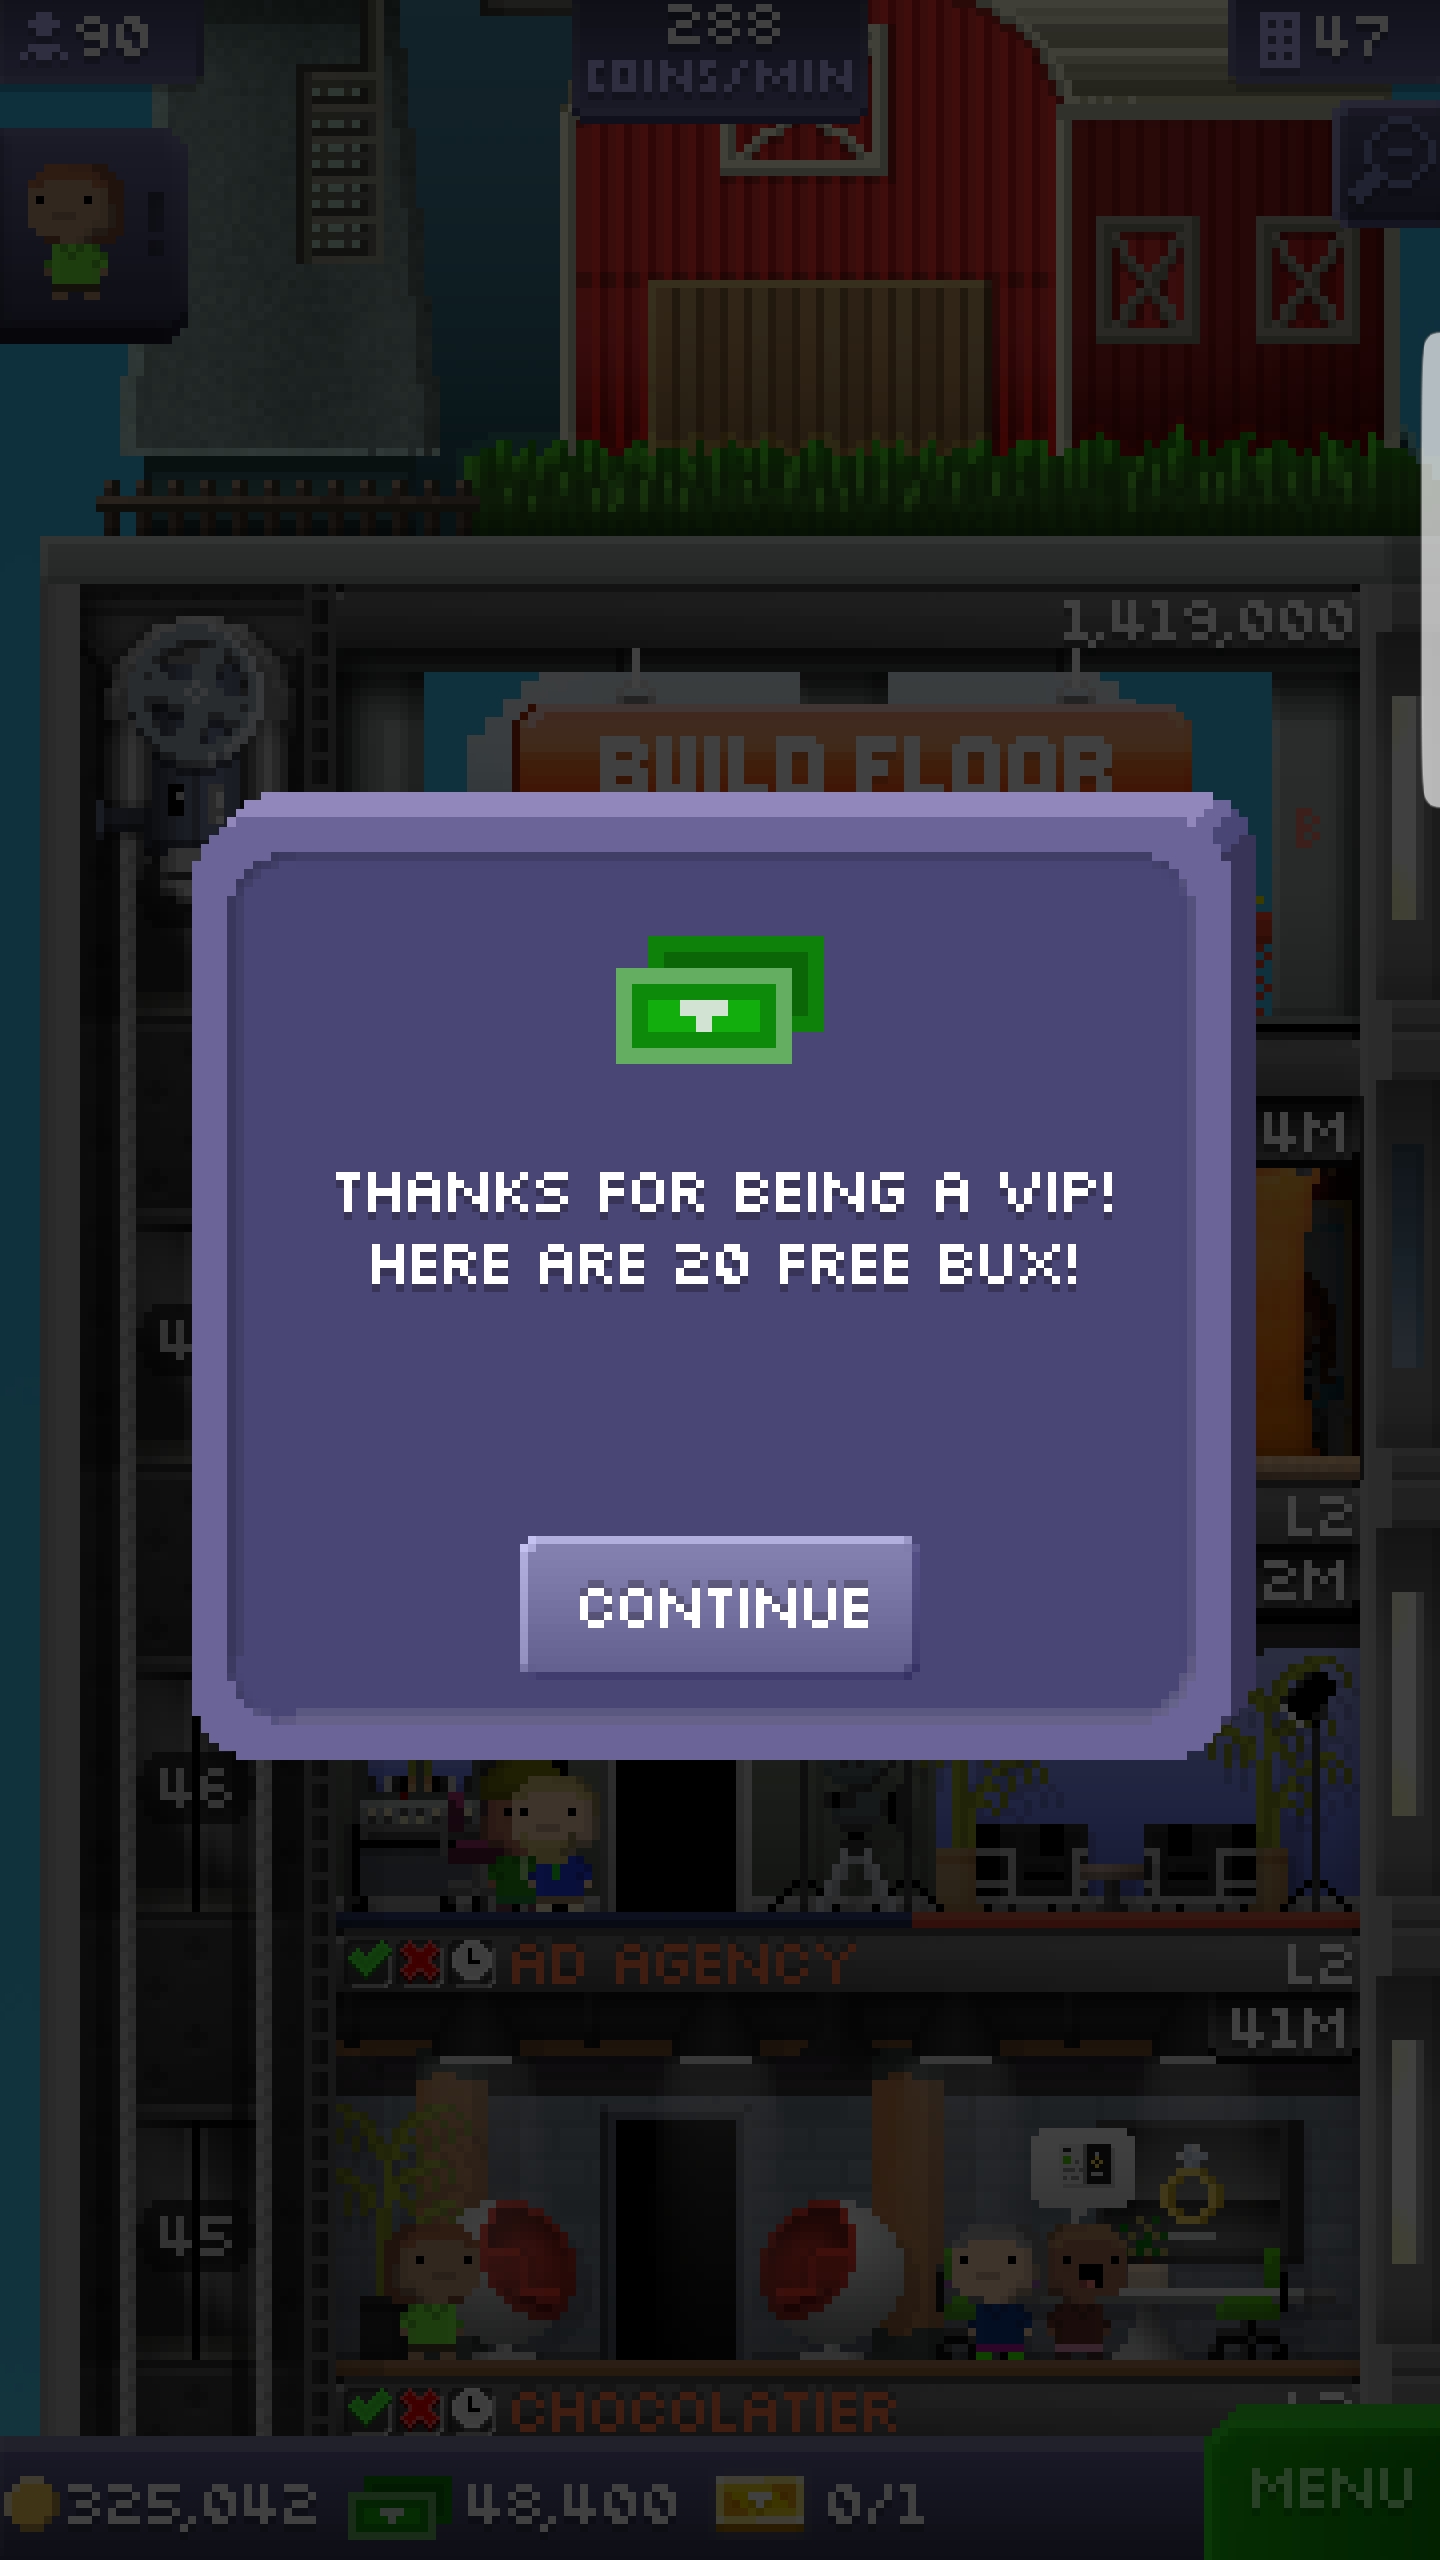 90
288
COINS/MIN
47
1,419,000
BUILD FLOOR
B
4M
L2
2M
THANKS FOR BEING A VIP!
HERE ARE 20 FREE BUX!
CONTINUE
46
AD AGENCY
L2
41M
45
CHOCOLATIER
325,042
48,400
0/1
MENU